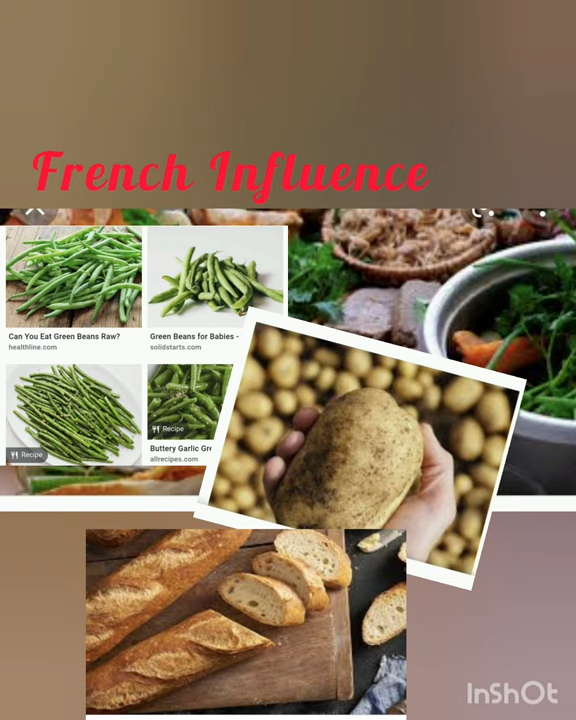 French Influence
Can You Eat Green Beans Raw?
healthline.com
Green Beans for Babies -
solidstarts.com
Recipe
Recipe
Buttery Garlic Gr
allrecipes.com
InShOt